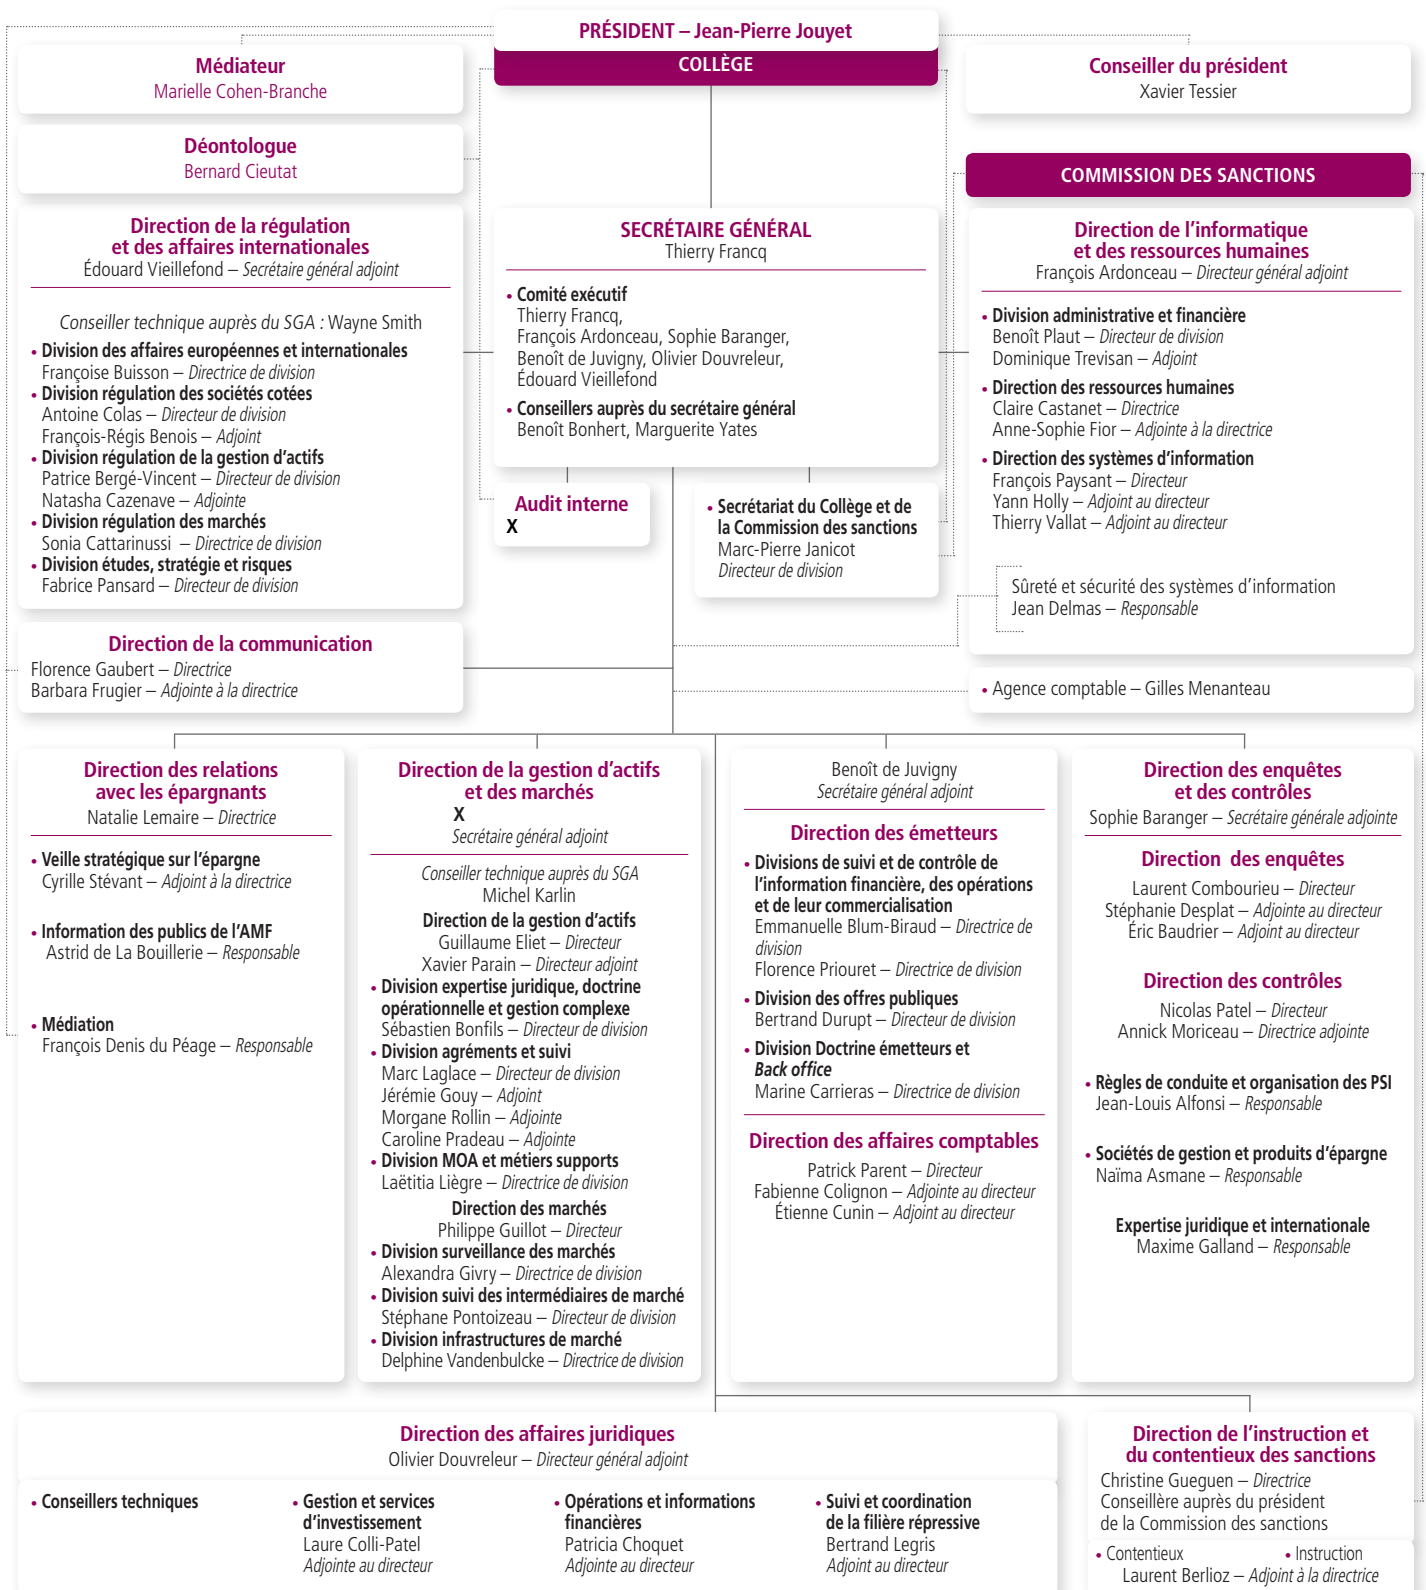 PRÉSIDENT – Jean-Pierre Jouyet
COLLÈGE
Médiateur
Marielle Cohen-Branche
Conseiller du président
Xavier Tessier
Déontologue
Bernard Cieutat
COMMISSION DES SANCTIONS
Direction de la régulation
et des affaires internationales
Édouard Vieillefond – Secrétaire général adjoint
Conseiller technique auprès du SGA : Wayne Smith
• Division des affaires européennes et internationales
Françoise Buisson – Directrice de division
• Division régulation des sociétés cotées
Antoine Colas – Directeur de division
François-Régis Benois – Adjoint
• Division régulation de la gestion d'actifs
Patrice Bergé-Vincent – Directeur de division
Natasha Cazenave – Adjointe
• Division régulation des marchés
Sonia Cattarinussi – Directrice de division
• Division études, stratégie et risques
Fabrice Pansard – Directeur de division
SECRÉTAIRE GÉNÉRAL
Thierry Francq
• Comité exécutif
Thierry Francq,
François Ardonceau, Sophie Baranger,
Benoît de Juvigny, Olivier Douvreleur,
Édouard Vieillefond
• Conseillers auprès du secrétaire général
Benoît Bonhert, Marguerite Yates
Audit interne
X
• Secrétariat du Collège et de
la Commission des sanctions
Marc-Pierre Janicot
Directeur de division
Direction de l'informatique
et des ressources humaines
François Ardonceau – Directeur général adjoint
• Division administrative et financière
Benoît Plaut – Directeur de division
Dominique Trevisan – Adjoint
• Direction des ressources humaines
Claire Castanet – Directrice
Anne-Sophie Fior – Adjointe à la directrice
• Direction des systèmes d'information
François Paysant – Directeur
Yann Holly – Adjoint au directeur
Thierry Vallat – Adjoint au directeur
Sûreté et sécurité des systèmes d'information
Jean Delmas – Responsable
Direction de la communication
Florence Gaubert – Directrice
Barbara Frugier – Adjointe à la directrice
• Agence comptable – Gilles Menanteau
Direction des relations
avec les épargnants
Natalie Lemaire – Directrice
• Veille stratégique sur l'épargne
Cyrille Stévant – Adjoint à la directrice
• Information des publics de l'AMF
Astrid de La Bouillerie – Responsable
• Médiation
François Denis du Péage – Responsable
Direction de la gestion d'actifs
et des marchés
X
Secrétaire général adjoint
Conseiller technique auprès du SGA
Michel Karlin
Direction de la gestion d'actifs
Guillaume Eliet – Directeur
Xavier Parain – Directeur adjoint
• Division expertise juridique, doctrine
opérationnelle et gestion complexe
Sébastien Bonfils – Directeur de division
• Division agréments et suivi
Marc Laglace – Directeur de division
Jérémie Gouy – Adjoint
Morgane Rollin – Adjointe
Caroline Pradeau – Adjointe
• Division MOA et métiers supports
Laëtitia Liègre – Directrice de division
Direction des marchés
Philippe Guillot – Directeur
• Division surveillance des marchés
Alexandra Givry – Directrice de division
• Division suivi des intermédiaires de marché
Stéphane Pontoizeau – Directeur de division
• Division infrastructures de marché
Delphine Vandenbulcke – Directrice de division
Benoît de Juvigny
Secrétaire général adjoint
Direction des émetteurs
• Divisions de suivi et de contrôle de
l'information financière, des opérations
et de leur commercialisation
Emmanuelle Blum-Biraud – Directrice de
division
Florence Priouret – Directrice de division
• Division des offres publiques
Bertrand Durupt – Directeur de division
• Division Doctrine émetteurs et
Back office
Marine Carrieras – Directrice de division
Direction des affaires comptables
Patrick Parent – Directeur
Fabienne Colignon – Adjointe au directeur
Étienne Cunin – Adjoint au directeur
Direction des enquêtes
et des contrôles
Sophie Baranger – Secrétaire générale adjointe
Direction des enquêtes
Laurent Combourieu – Directeur
Stéphanie Desplat – Adjointe au directeur
Éric Baudrier – Adjoint au directeur
Direction des contrôles
Nicolas Patel – Directeur
Annick Moriceau – Directrice adjointe
• Règles de conduite et organisation des PSI
Jean-Louis Alfonsi – Responsable
• Sociétés de gestion et produits d'épargne
Naïma Asmane – Responsable
Expertise juridique et internationale
Maxime Galland – Responsable
Direction des affaires juridiques
Olivier Douvreleur – Directeur général adjoint
• Conseillers techniques
• Gestion et services
d'investissement
Laure Colli-Patel
Adjointe au directeur
• Opérations et informations
financières
Patricia Choquet
Adjointe au directeur
• Suivi et coordination
de la filière répressive
Bertrand Legris
Adjoint au directeur
Direction de l'instruction et
du contentieux des sanctions
Christine Gueguen – Directrice
Conseillère auprès du président
de la Commission des sanctions
• Contentieux • Instruction
Laurent Berlioz – Adjoint à la directrice